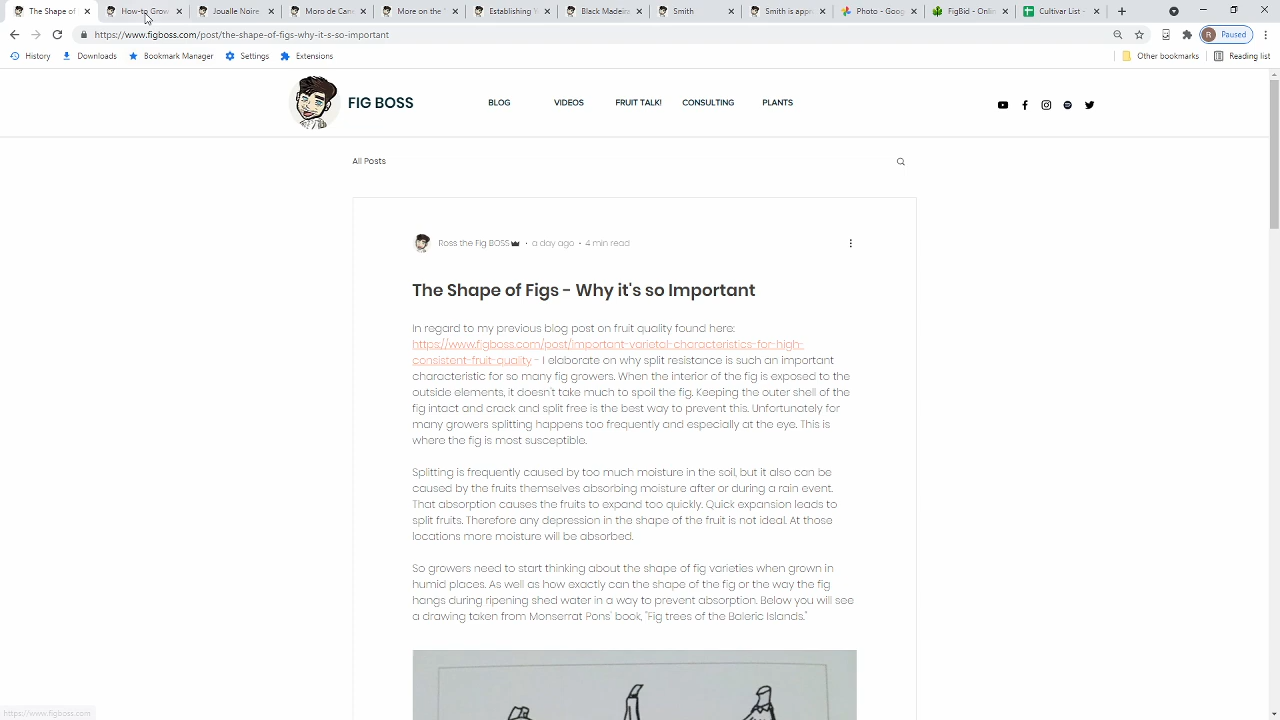 The Shape of
How-to Grow
Joualle Noire
Moro de Can
More on the
Establishing
Black Madeira
Smith.
Smith is appl
Photo - Goog
FigBid - Onlin
Cultivar List -
https://www.figboss.com/post/the-shape-of-figs-why-it-s-so-important
R Paused
History Downloads Bookmark Manager Settings Extensions Other bookmarks Reading list
FIG BOSS
BLOG VIDEOS FRUIT TALK! CONSULTING PLANTS
All Posts
Ross the Fig BOSS · a day ago · 4 min read
The Shape of Figs - Why it's so Important
In regard to my previous blog post on fruit quality found here:
https://www.figboss.com/post/important-varietal-characteristics-for-high-
consistent-fruit-quality - I elaborate on why split resistance is such an important
characteristic for so many fig growers. When the interior of the fig is exposed to the
outside elements, it doesn't take much to spoil the fig. Keeping the outer shell of the
fig intact and crack and split free is the best way to prevent this. Unfortunately for
many growers splitting happens too frequently and especially at the eye. This is
where the fig is most susceptible.
Splitting is frequently caused by too much moisture in the soil, but it also can be
caused by the fruits themselves absorbing moisture after or during a rain event.
That absorption causes the fruits to expand too quickly. Quick expansion leads to
split fruits. Therefore any depression in the shape of the fruit is not ideal. At those
locations more moisture will be absorbed.
So growers need to start thinking about the shape of fig varieties when grown in
humid places. As well as how exactly can the shape of the fig or the way the fig
hangs during ripening shed water in a way to prevent absorption. Below you will see
a drawing taken from Monserrat Pons' book, "Fig trees of the Baleric Islands."
https://www.figboss.com